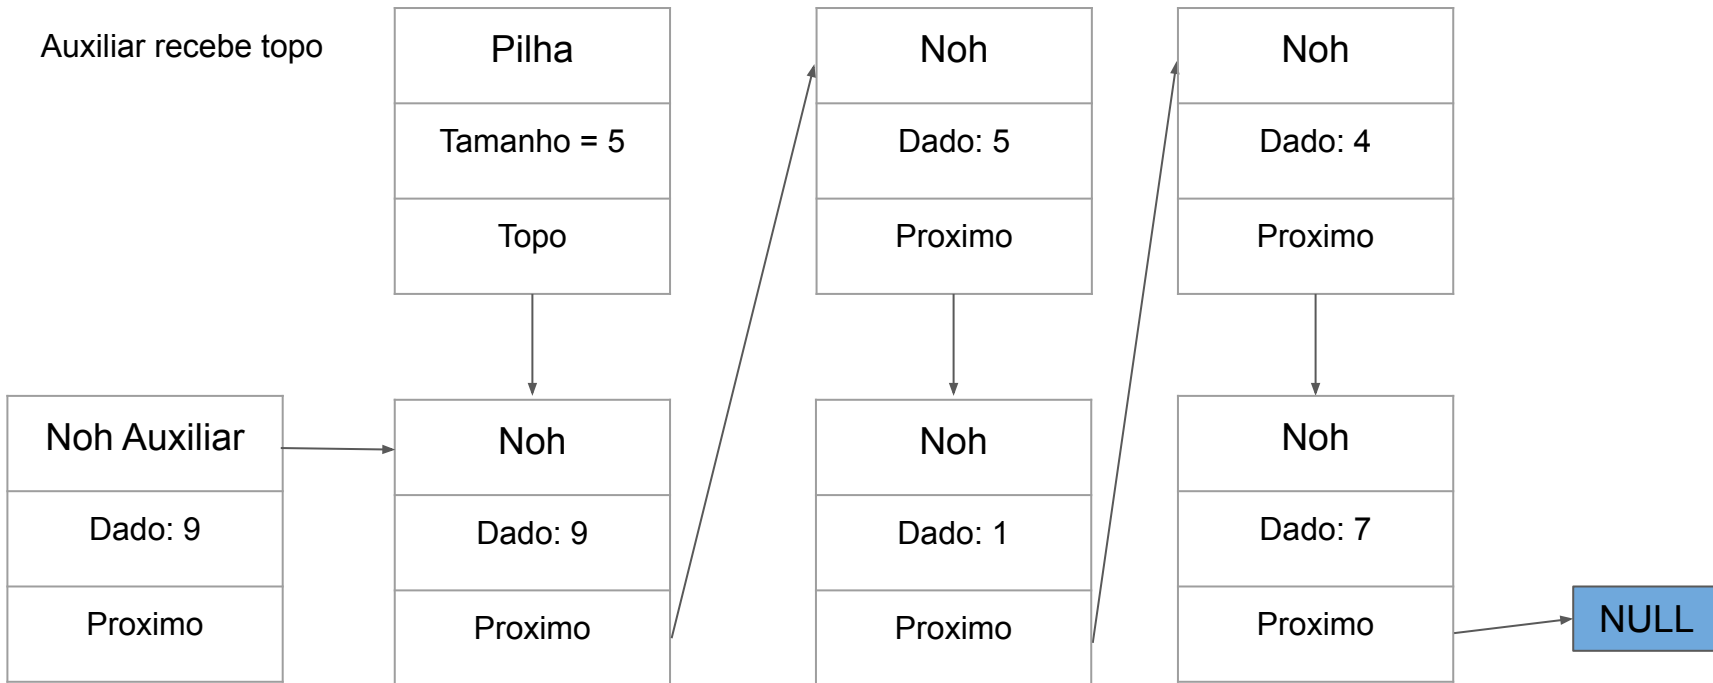 Auxiliar recebe topo
Pilha
Tamanho = 5
Topo
Noh
Dado: 5
Proximo
Noh
Dado: 4
Proximo
Noh Auxiliar
Dado: 9
Proximo
Noh
Dado: 9
Proximo
Noh
Dado: 1
Proximo
Noh
Dado: 7
Proximo
NULL